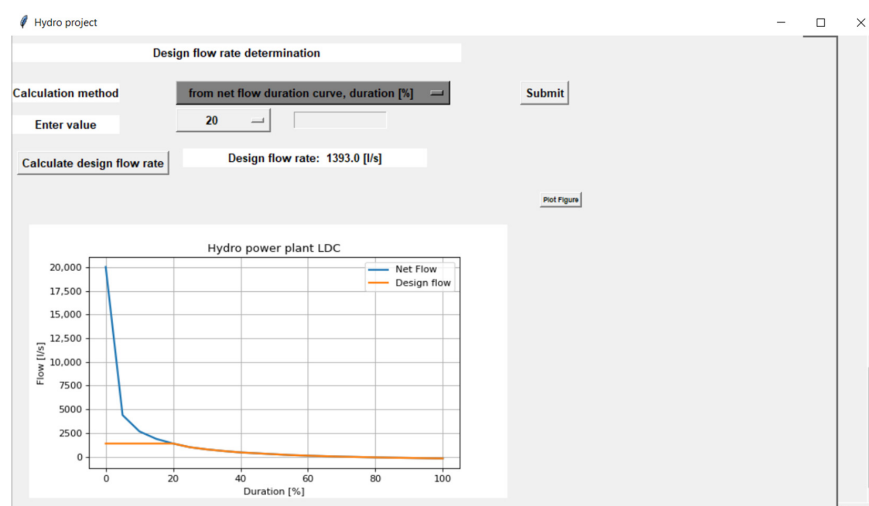 Hydro project
Design flow rate determination
Calculation method
from net flow duration curve, duration [%]
Submit
Enter value
20
Calculate design flow rate
Design flow rate: 1393.0 [l/s]
Plot Figure
Hydro power plant LDC
Net Flow
Design flow
20,000
17,500
15,000
12,500
10,000
7500
5000
2500
0
Flow [l/s]
0 20 40 60 80 100
Duration [%]